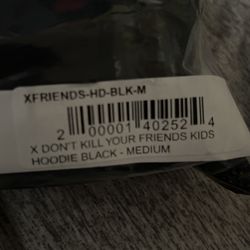 XFRIENDS-HD-BLK-M
2 00001 40252 4
X DON'T KILL YOUR FRIENDS KIDS
HOODIE BLACK - MEDIUM